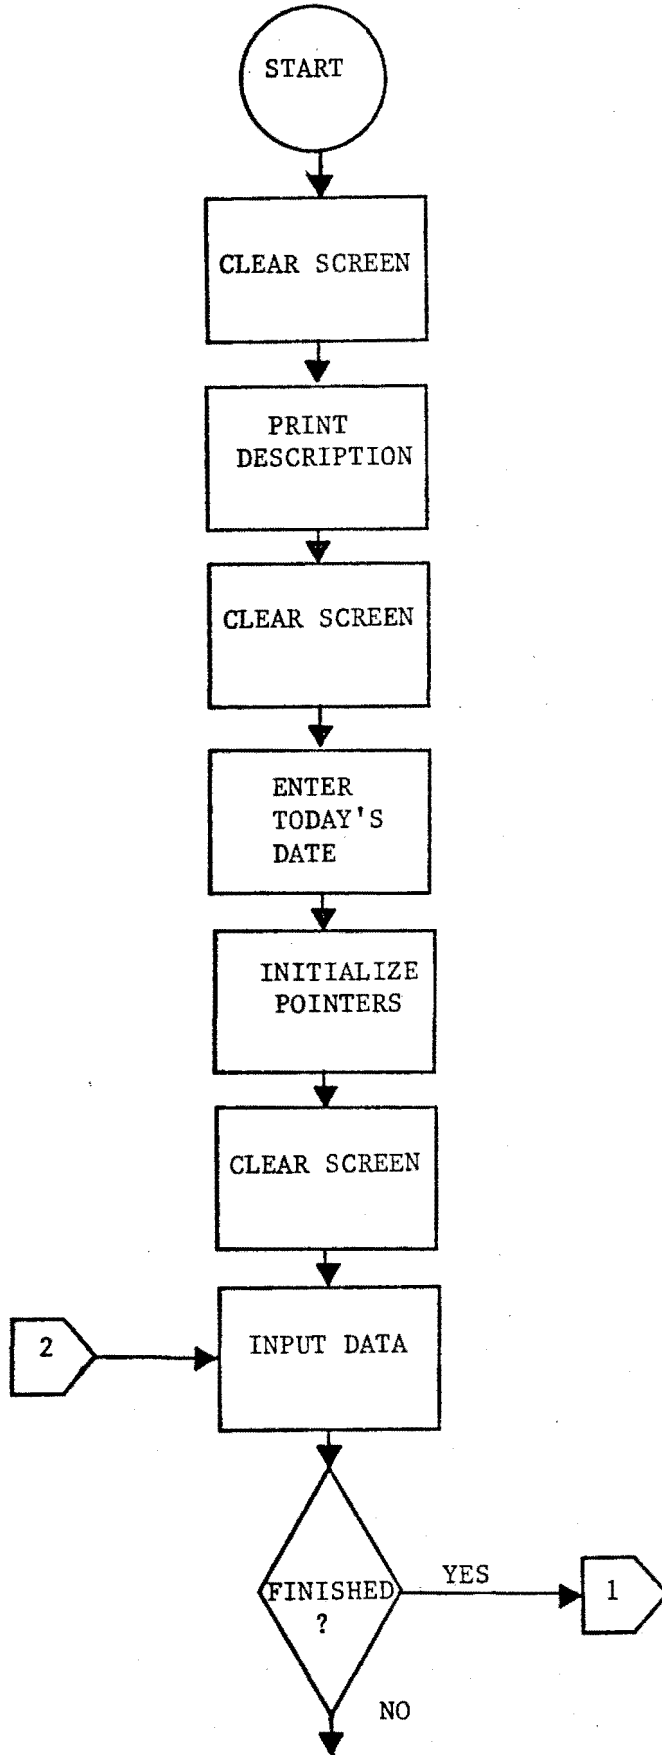 START
CLEAR SCREEN
PRINT
DESCRIPTION
CLEAR SCREEN
ENTER
TODAY'S
DATE
INITIALIZE
POINTERS
CLEAR SCREEN
2
INPUT DATA
YES
FINISHED
1
?
NO